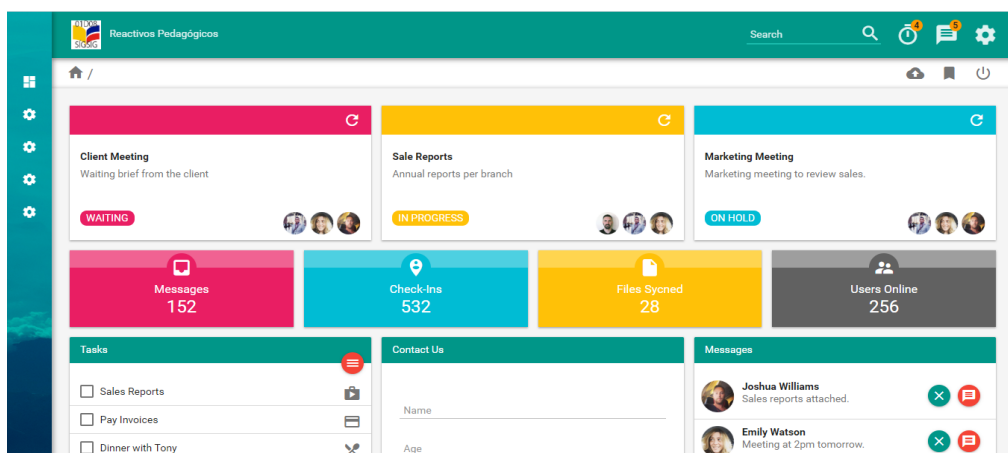 01D08
SIGSIG
Reactivos Pedagógicos
Search
4
5
/
Client Meeting
Waiting brief from the client
WAITING
Sale Reports
Annual reports per branch
IN PROGRESS
Marketing Meeting
Marketing meeting to review sales.
ON HOLD
Messages
152
Check-Ins
532
Files Sycned
28
Users Online
256
Tasks
Sales Reports
Pay Invoices
Dinner with Tony
Contact Us
Name
Age
Messages
Joshua Williams
Sales reports attached.
Emily Watson
Meeting at 2pm tomorrow.